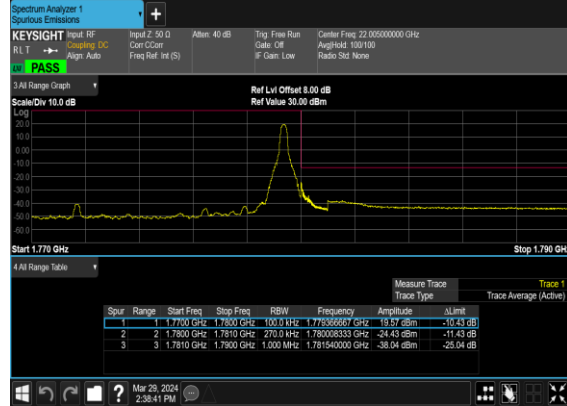 Spectrum Analyzer 1
Spurious Emissions
KEYSIGHT Input: RF Input Z: 50 Ω Atten: 40 dB Trig: Free Run Center Freq: 22.005000000 GHz
RLT Coupling: DC Corr CCorr Gate: Off Avg|Hold: 100/100
Align: Auto Freq Ref: Int (S) IF Gain: Low Radio Std: None
LW PASS
3 All Range Graph
Ref Lvl Offset 8.00 dB
Scale/Div 10.0 dB Ref Value 30.00 dBm
Log
20.0
10.0
0.00
-10.0
-20.0
-30.0
-40.0
-50.0
-60.0
Start 1.770 GHz Stop 1.790 GHz
4 All Range Table
Measure Trace Trace 1
Trace Type Trace Average (Active)
Spur Range Start Freq Stop Freq RBW Frequency Amplitude ΔLimit
1 1 1.7700 GHz 1.7800 GHz 100.0 kHz 1.779366667 GHz 19.57 dBm -10.43 dB
2 2 1.7800 GHz 1.7810 GHz 270.0 kHz 1.780008333 GHz -24.43 dBm -11.43 dB
3 3 1.7810 GHz 1.7900 GHz 1.000 MHz 1.781540000 GHz -38.04 dBm -25.04 dB
Mar 29, 2024
2:38:41 PM